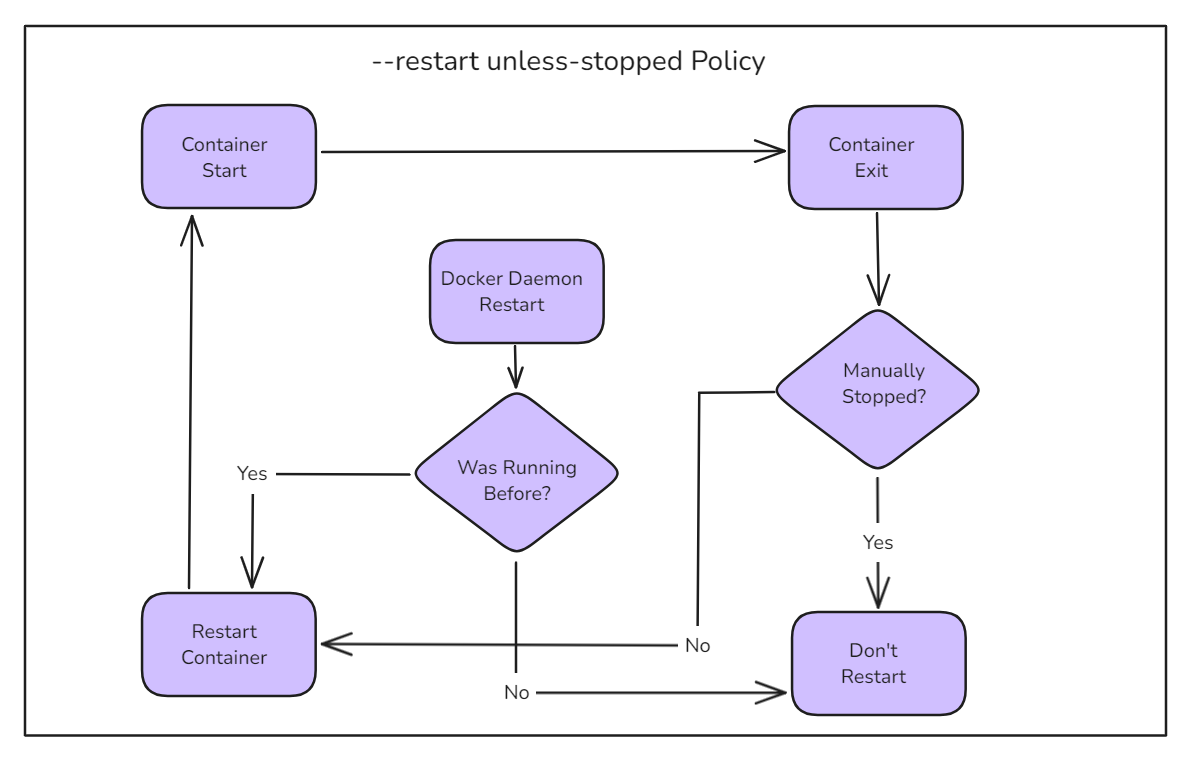 --restart unless-stopped Policy
Container
Start
Container
Exit
Docker Daemon
Restart
Manually
Stopped?
Was Running
Before?
Yes
Yes
Restart
Container
No
Don't
Restart
No